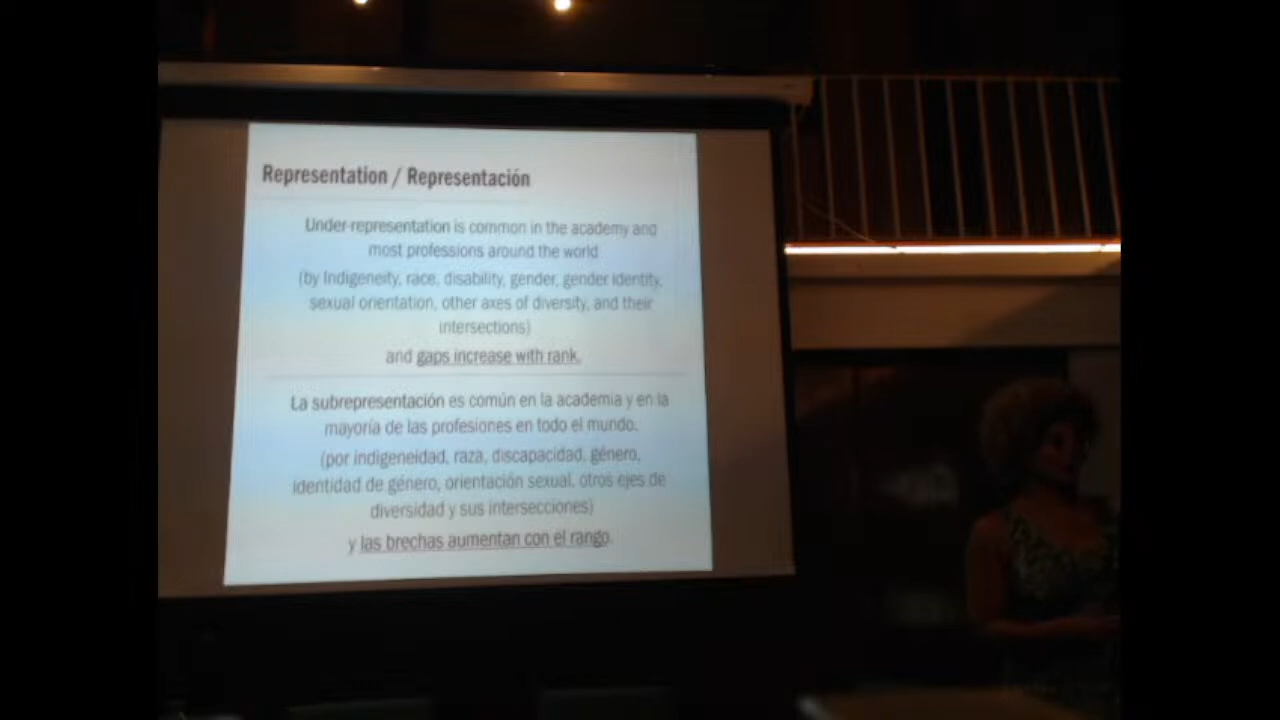 Representation / Representación
Under-representation is common in the academy and
most professions around the world
(by Indigeneity, race, disability, gender, gender identity,
sexual orientation, other axes of diversity, and their
intersections)
and gaps increase with rank.
La subrepresentación es común en la academia y en la
mayoría de las profesiones en todo el mundo.
(por indigeneidad, raza, discapacidad, género,
identidad de género, orientación sexual, otros ejes de
diversidad y sus intersecciones)
y las brechas aumentan con el rango.